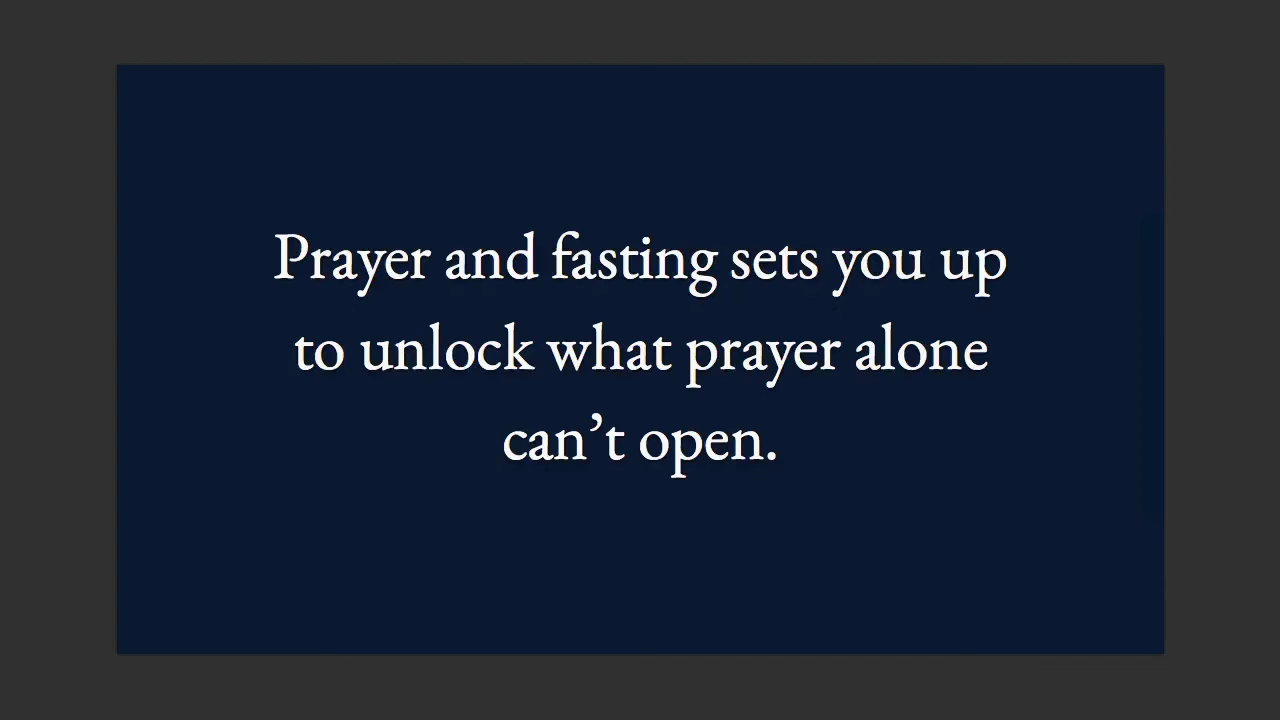 Prayer and fasting sets you up
to unlock what prayer alone
can’t open.